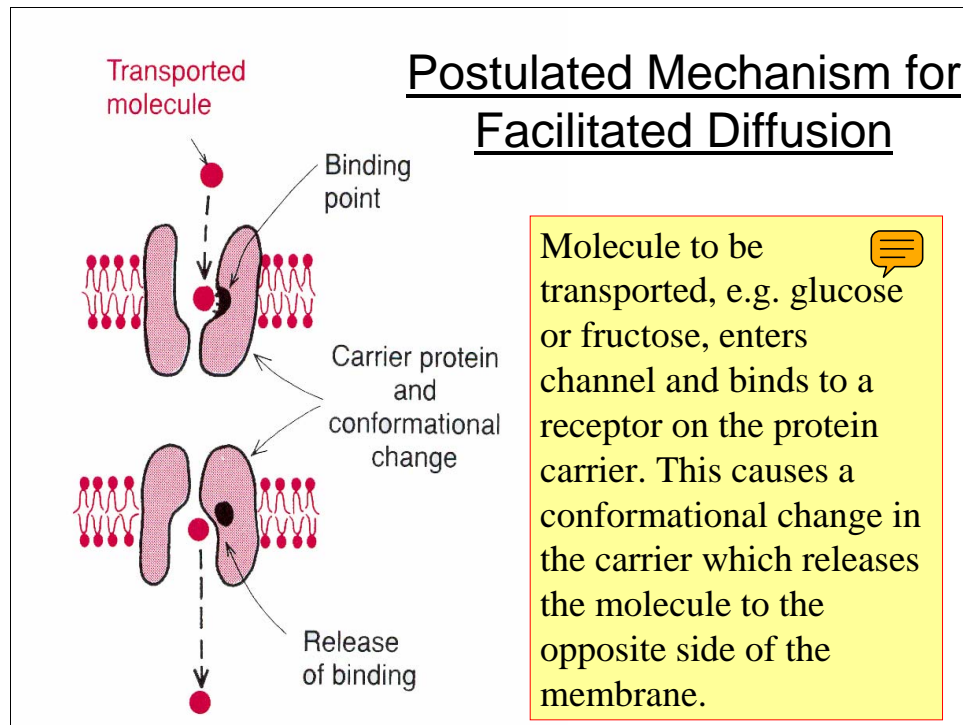 Postulated Mechanism for
Facilitated Diffusion
Transported
molecule
Binding
point
Carrier protein
and
conformational
change
Release
of binding
Molecule to be
transported, e.g. glucose
or fructose, enters
channel and binds to a
receptor on the protein
carrier. This causes a
conformational change in
the carrier which releases
the molecule to the
opposite side of the
membrane.